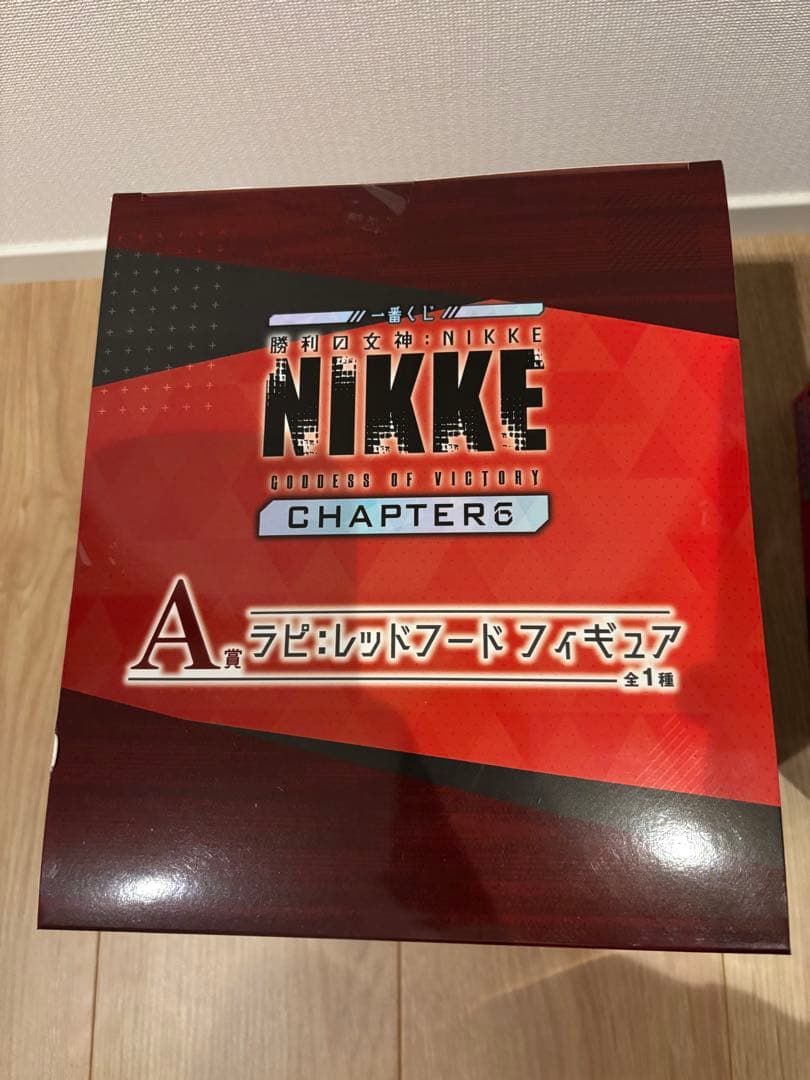 一番くじ
勝利の女神:NIKKE
NIKKE
GODDESS OF VICTORY
CHAPTER6
A賞 ラピ:レッドフード フィギュア
全1種